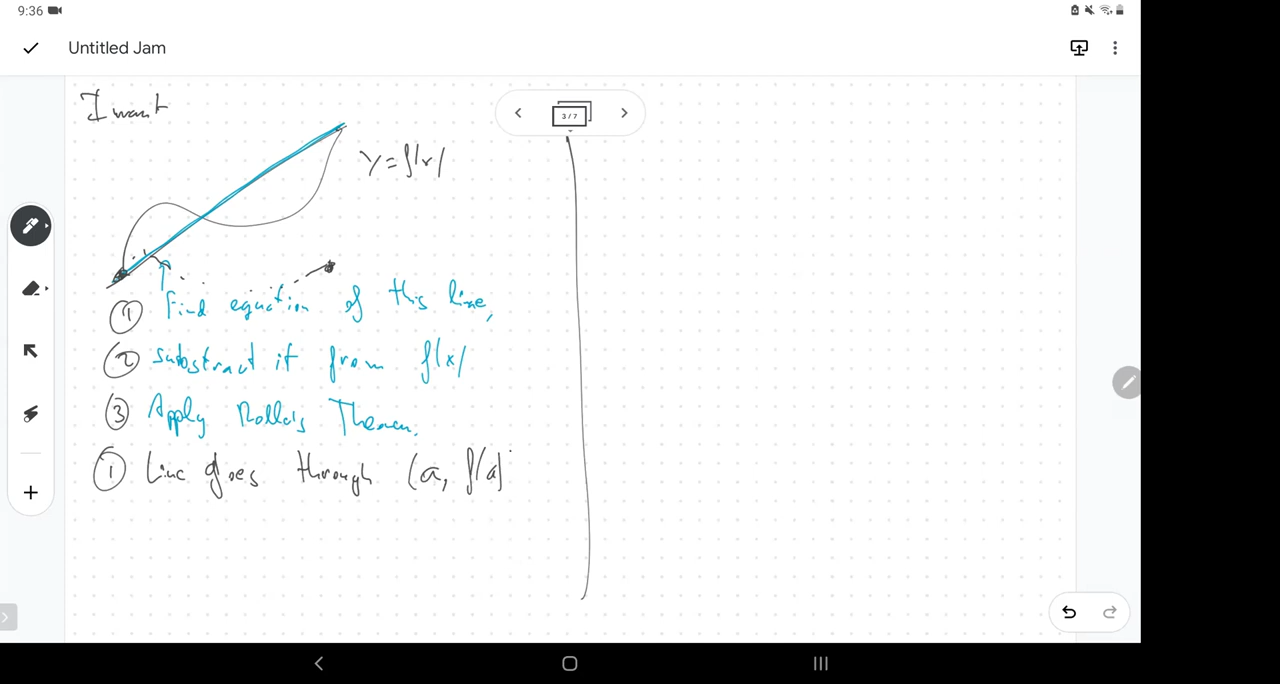 9:36
Untitled Jam
3/7
I want
y=f(x)
① Find equation of this line,
② substract it from f(x)
③ Apply Rolle's Theorem.
① Line goes through (a, f(a)